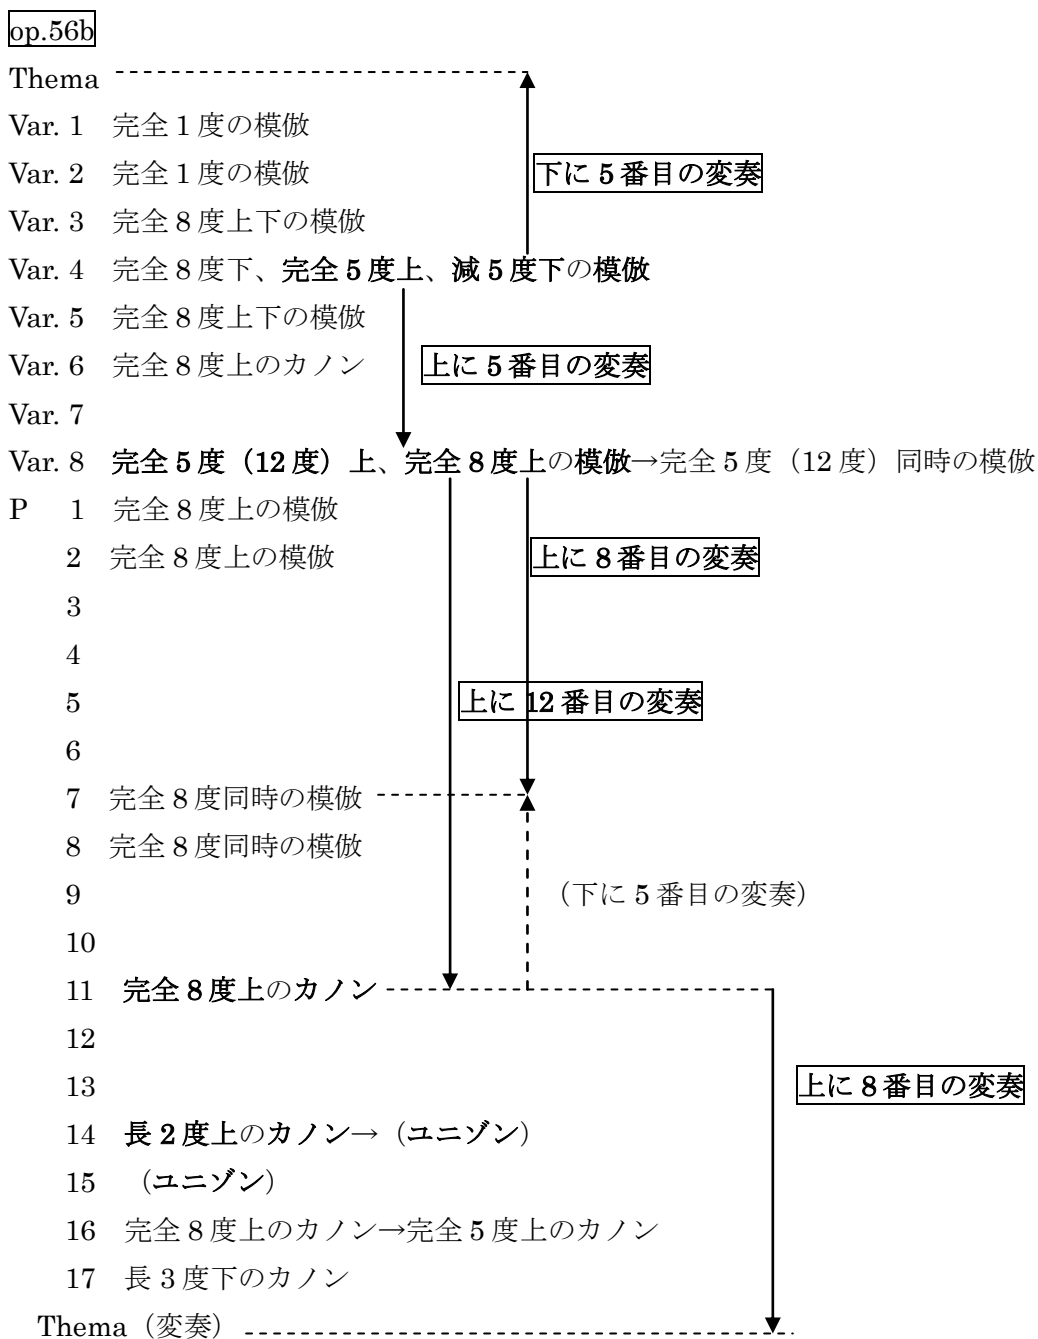 op.56b
Thema
Var. 1 完全1度の模倣
Var. 2 完全1度の模倣 下に5番目の変奏
Var. 3 完全8度上下の模倣
Var. 4 完全8度下、完全5度上、減5度下の模倣
Var. 5 完全8度上下の模倣
Var. 6 完全8度上のカノン 上に5番目の変奏
Var. 7
Var. 8 完全5度（12度）上、完全8度上の模倣→完全5度（12度）同時の模倣
P 1 完全8度上の模倣
2 完全8度上の模倣 上に8番目の変奏
3
4
5 上に12番目の変奏
6
7 完全8度同時の模倣
8 完全8度同時の模倣
9 （下に5番目の変奏）
10
11 完全8度上のカノン
12
13 上に8番目の変奏
14 長2度上のカノン→（ユニゾン）
15 （ユニゾン）
16 完全8度上のカノン→完全5度上のカノン
17 長3度下のカノン
Thema（変奏）